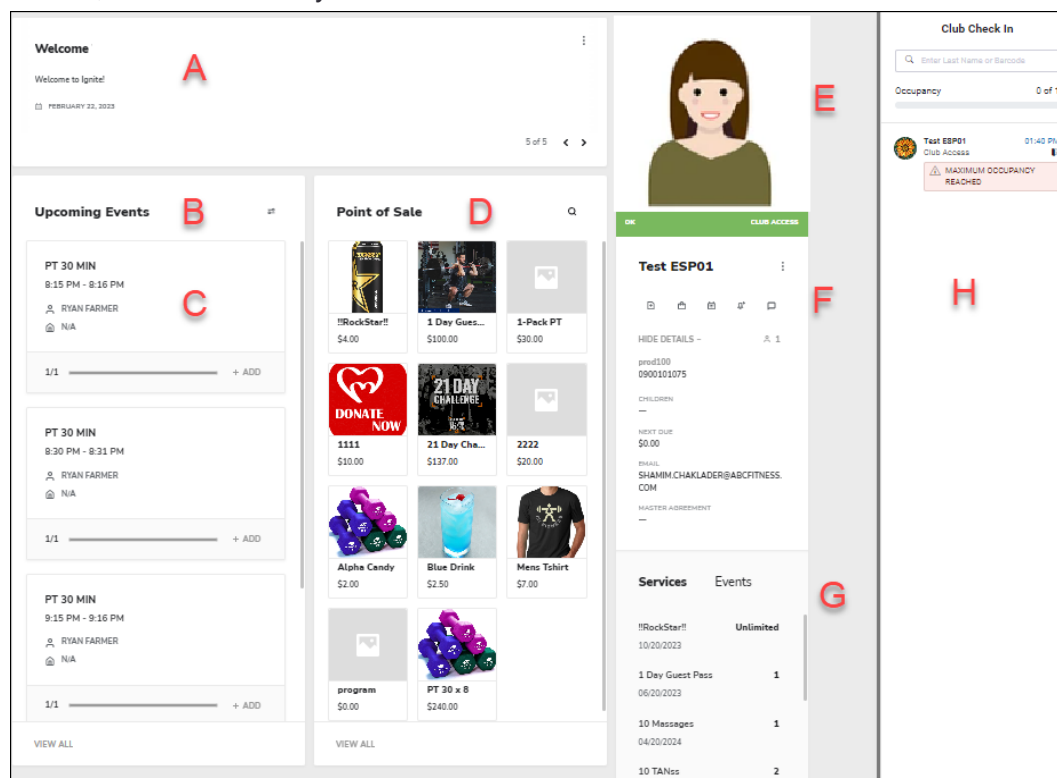 Welcome
A
Welcome to Ignite!
FEBRUARY 22, 2023
5 of 5
Upcoming Events
B
PT 30 MIN
8:15 PM - 8:16 PM
C
RYAN FARMER
N/A
1/1 + ADD
PT 30 MIN
8:30 PM - 8:31 PM
RYAN FARMER
N/A
1/1 + ADD
PT 30 MIN
9:15 PM - 9:16 PM
RYAN FARMER
N/A
1/1 + ADD
VIEW ALL
Point of Sale
D
!!RockStar!!
$4.00
1 Day Gues...
$100.00
1-Pack PT
$30.00
DONATE
NOW
1111
$10.00
21 DAY
CHALLENGE
21 Day Cha...
$137.00
2222
$20.00
Alpha Candy
$2.00
Blue Drink
$2.50
Mens Tshirt
$7.00
program
$0.00
PT 30 x 8
$240.00
VIEW ALL
E
OK CLUB ACCESS
Test ESP01
F
HIDE DETAILS -
1
prod100
0900101075
CHILDREN
—
NEXT DUE
$0.00
EMAIL
SHAMIM.CHAKLADER@ABCFITNESS.
COM
MASTER AGREEMENT
—
Services Events
G
!!RockStar!! Unlimited
10/20/2023
1 Day Guest Pass 1
06/20/2023
10 Massages 1
04/20/2024
10 TANss 2
Club Check In
Enter Last Name or Barcode
Occupancy 0 of 1
Test ESP01 01:40 PM
Club Access
MAXIMUM OCCUPANCY
REACHED
H